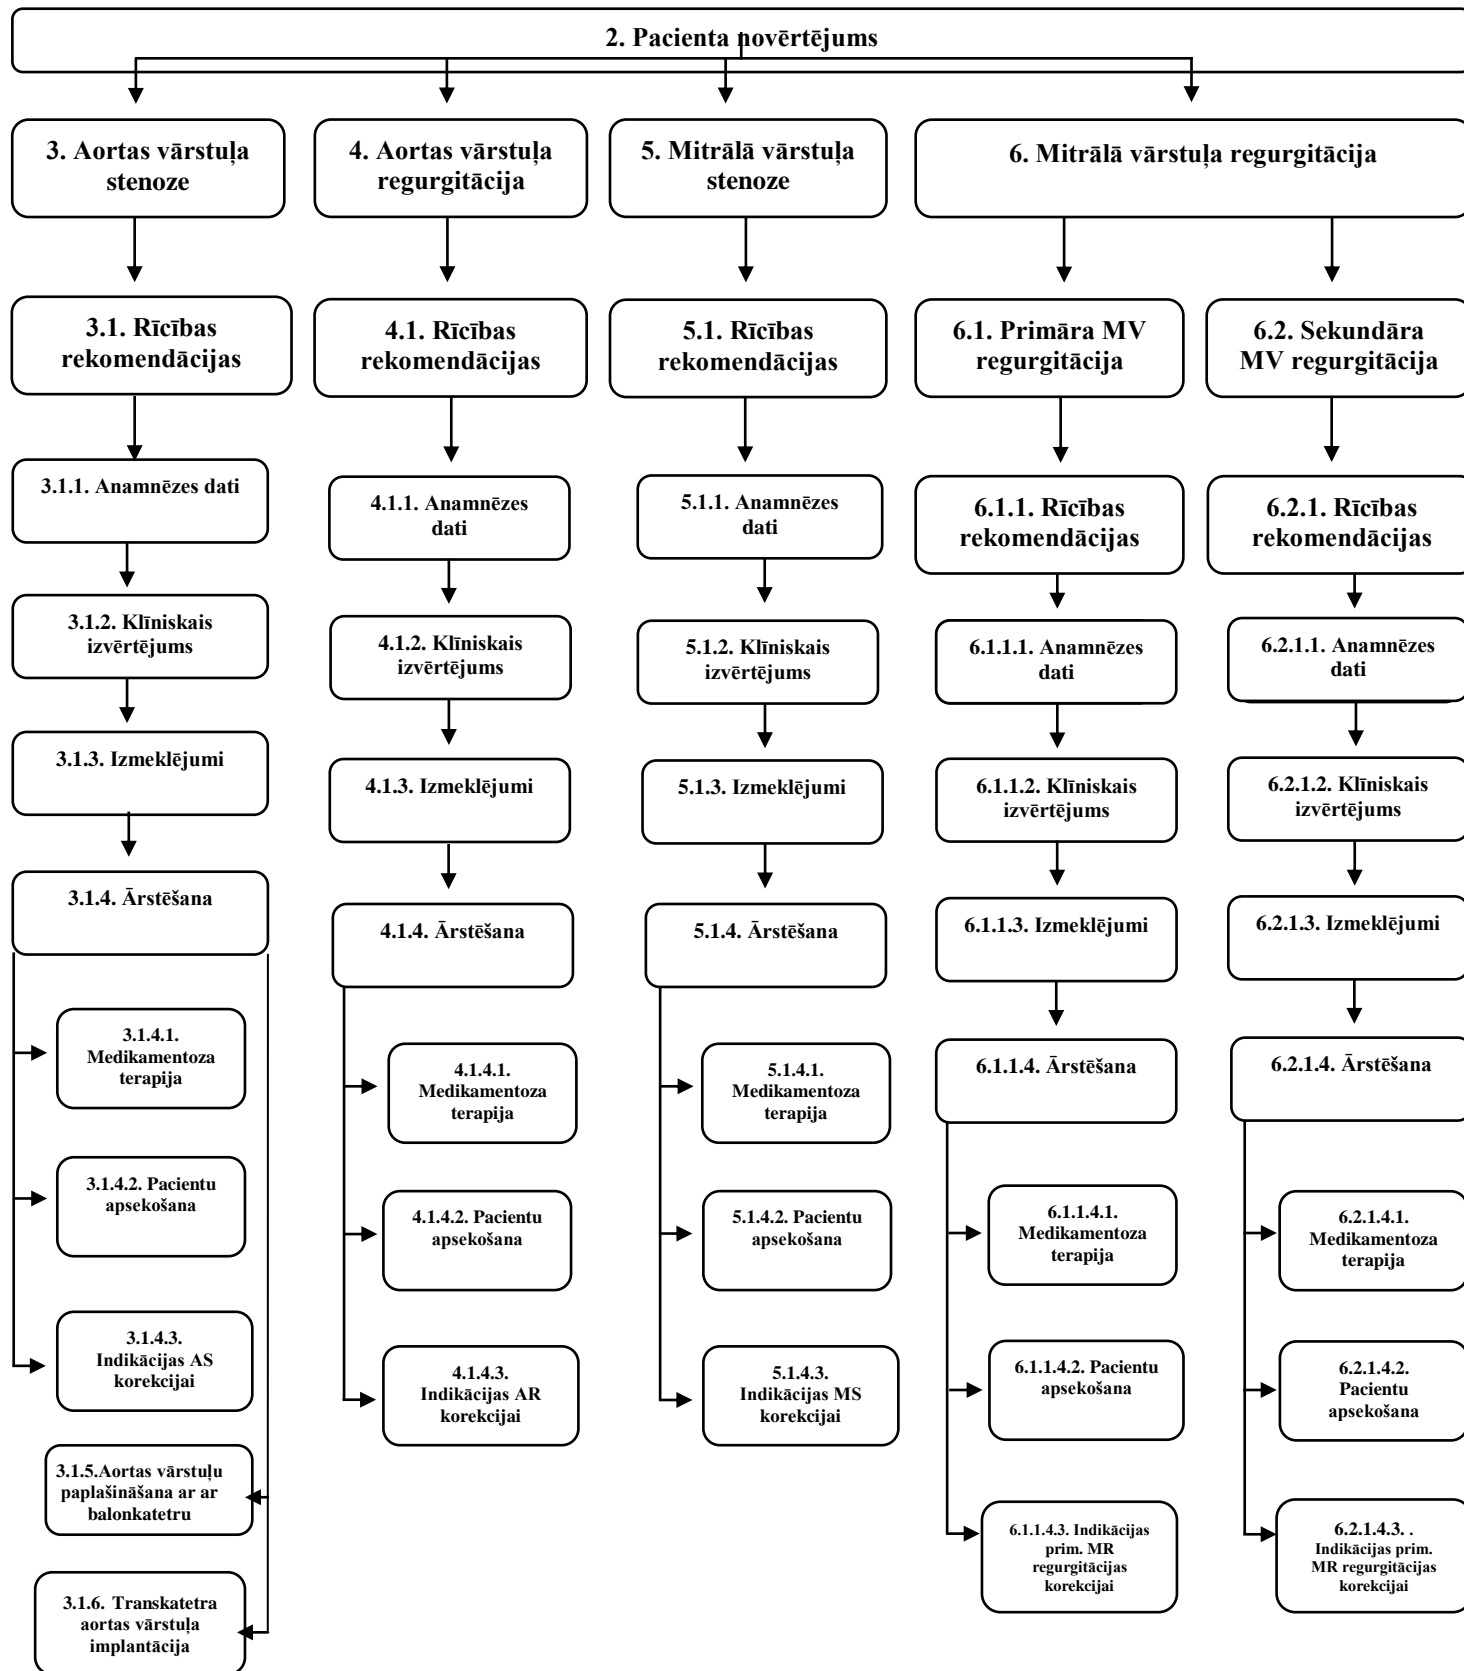 2. Pacienta novērtējums
3. Aortas vārstuļa
stenoze
4. Aortas vārstuļa
regurgitācija
5. Mitrālā vārstuļa
stenoze
6. Mitrālā vārstuļa regurgitācija
3.1. Rīcības
rekomendācijas
4.1. Rīcības
rekomendācijas
5.1. Rīcības
rekomendācijas
6.1. Primāra MV
regurgitācija
6.2. Sekundāra
MV regurgitācija
3.1.1. Anamnēzes dati
4.1.1. Anamnēzes
dati
5.1.1. Anamnēzes
dati
6.1.1. Rīcības
rekomendācijas
6.2.1. Rīcības
rekomendācijas
3.1.2. Klīniskais
izvērtējums
4.1.2. Klīniskais
izvērtējums
5.1.2. Klīniskais
izvērtējums
6.1.1.1. Anamnēzes
dati
6.2.1.1. Anamnēzes
dati
3.1.3. Izmeklējumi
4.1.3. Izmeklējumi
5.1.3. Izmeklējumi
6.1.1.2. Klīniskais
izvērtējums
6.2.1.2. Klīniskais
izvērtējums
3.1.4. Ārstēšana
4.1.4. Ārstēšana
5.1.4. Ārstēšana
6.1.1.3. Izmeklējumi
6.2.1.3. Izmeklējumi
3.1.4.1.
Medikamentoza
terapija
4.1.4.1.
Medikamentoza
terapija
5.1.4.1.
Medikamentoza
terapija
6.1.1.4. Ārstēšana
6.2.1.4. Ārstēšana
3.1.4.2. Pacientu
apsekošana
4.1.4.2. Pacientu
apsekošana
5.1.4.2. Pacientu
apsekošana
6.1.1.4.1.
Medikamentoza
terapija
6.2.1.4.1.
Medikamentoza
terapija
3.1.4.3.
Indikācijas AS
korekcijai
4.1.4.3.
Indikācijas AR
korekcijai
5.1.4.3.
Indikācijas MS
korekcijai
6.1.1.4.2. Pacientu
apsekošana
6.2.1.4.2.
Pacientu
apsekošana
3.1.5.Aortas vārstuļu
paplašināšana ar ar
balonkatetru
6.1.1.4.3. Indikācijas
prim. MR
regurgitācijas
korekcijai
6.2.1.4.3. .
Indikācijas prim.
MR regurgitācijas
korekcijai
3.1.6. Transkatetra
aortas vārstuļa
implantācija